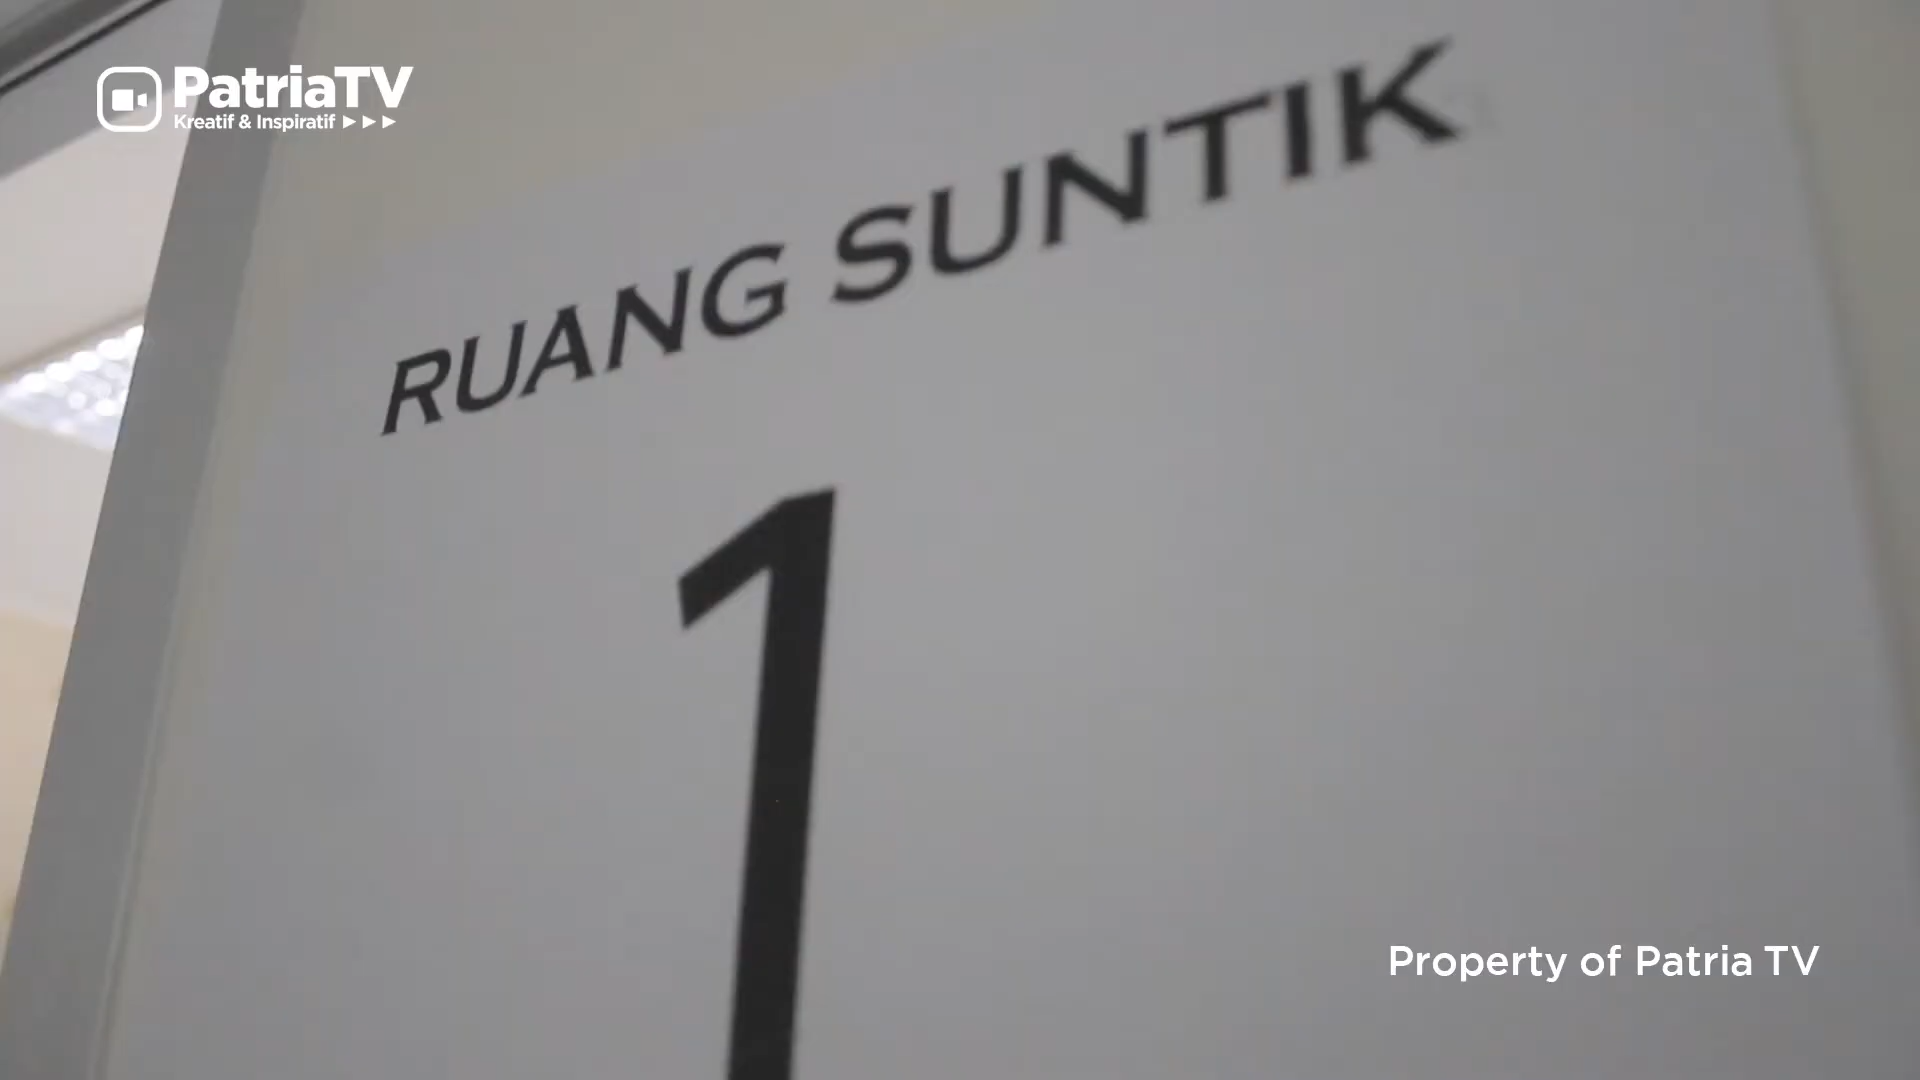 PatriaTV
Kreatif & Inspiratif
RUANG SUNTIK
1
Property of Patria TV